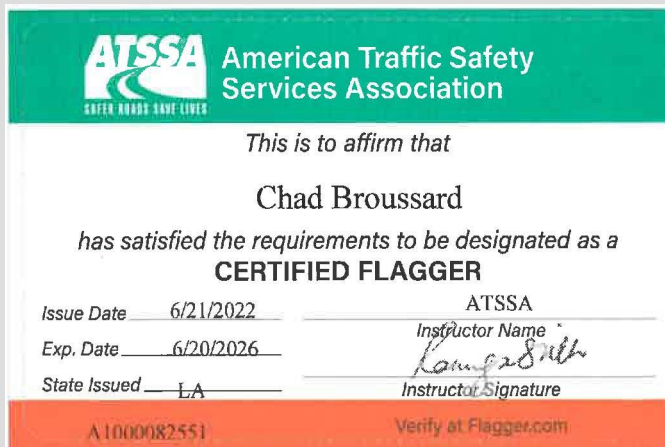 ATSSA
SAFER ROADS SAVE LIVES
American Traffic Safety
Services Association
This is to affirm that
Chad Broussard
has satisfied the requirements to be designated as a
CERTIFIED FLAGGER
Issue Date 6/21/2022
Exp. Date 6/20/2026
State Issued LA
ATSSA
Instructor Name
Instructor Signature
A1000082551
Verify at Flagger.com